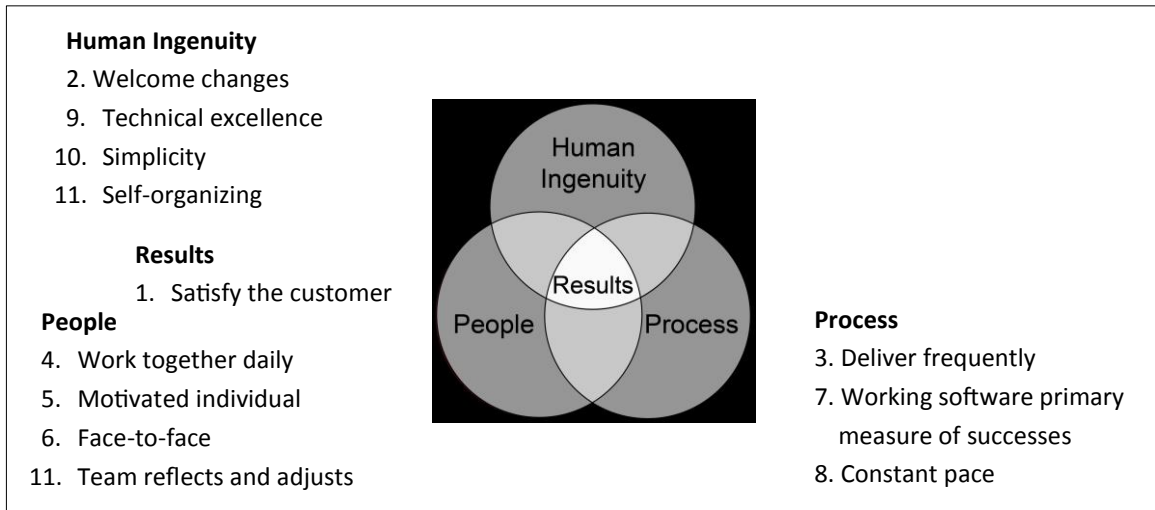 Human Ingenuity
2. Welcome changes
9. Technical excellence
10. Simplicity
11. Self-organizing
Results
1. Satisfy the customer
People
4. Work together daily
5. Motivated individual
6. Face-to-face
11. Team reflects and adjusts
Human
Ingenuity
Results
People
Process
Process
3. Deliver frequently
7. Working software primary
measure of successes
8. Constant pace